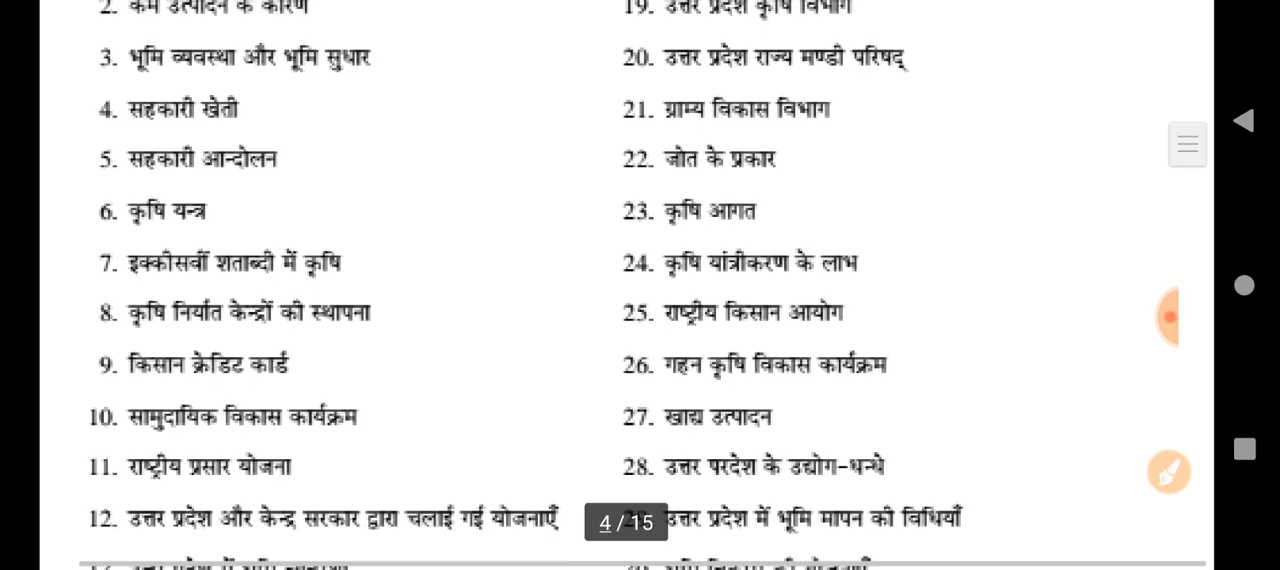 2. कम उत्पादन के कारण
3. भूमि व्यवस्था और भूमि सुधार
4. सहकारी खेती
5. सहकारी आन्दोलन
6. कृषि यन्त्र
7. इक्कीसवीं शताब्दी में कृषि
8. कृषि निर्यात केन्द्रों की स्थापना
9. किसान क्रेडिट कार्ड
10. सामुदायिक विकास कार्यक्रम
11. राष्ट्रीय प्रसार योजना
12. उत्तर प्रदेश और केन्द्र सरकार द्वारा चलाई गई योजनाएँ
19. उत्तर प्रदेश कृषि विभाग
20. उत्तर प्रदेश राज्य मण्डी परिषद्
21. ग्राम्य विकास विभाग
22. जोत के प्रकार
23. कृषि आगत
24. कृषि यांत्रीकरण के लाभ
25. राष्ट्रीय किसान आयोग
26. गहन कृषि विकास कार्यक्रम
27. खाद्य उत्पादन
28. उत्तर परदेश के उद्योग-धन्धे
उत्तर प्रदेश में भूमि मापन की विधियाँ
4 / 15